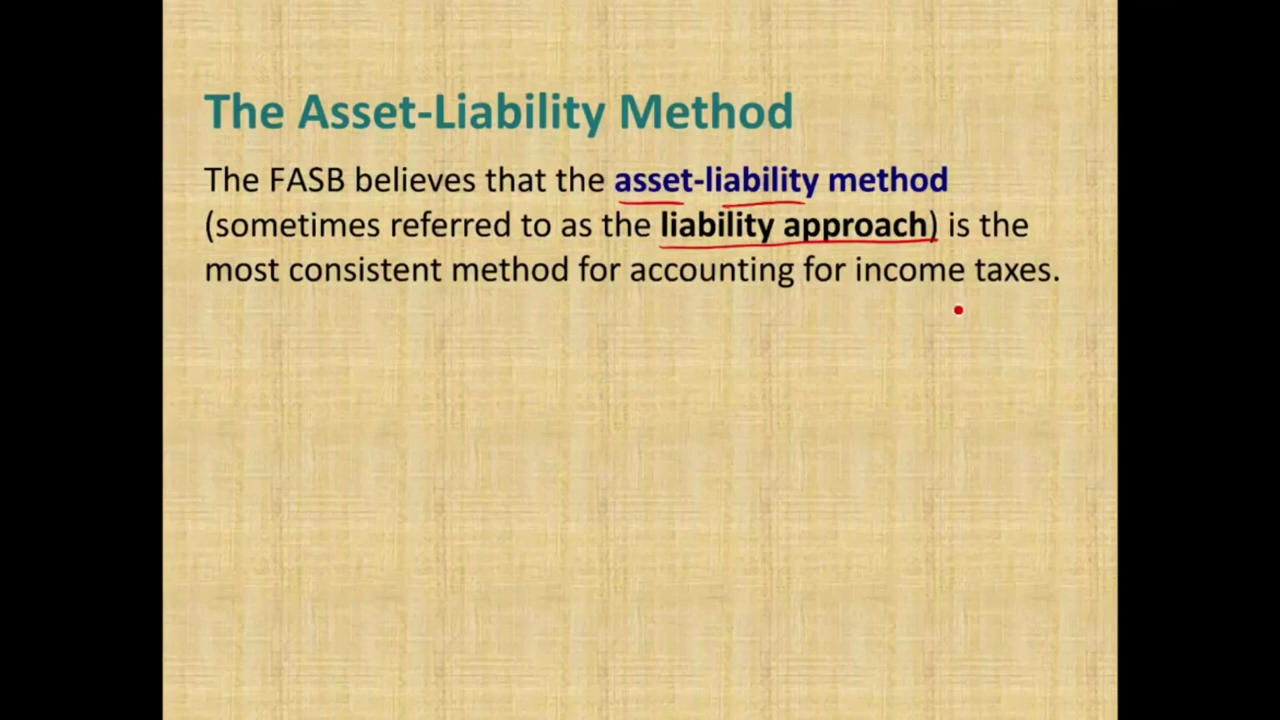 The Asset-Liability Method
The FASB believes that the asset-liability method
(sometimes referred to as the liability approach) is the
most consistent method for accounting for income taxes.